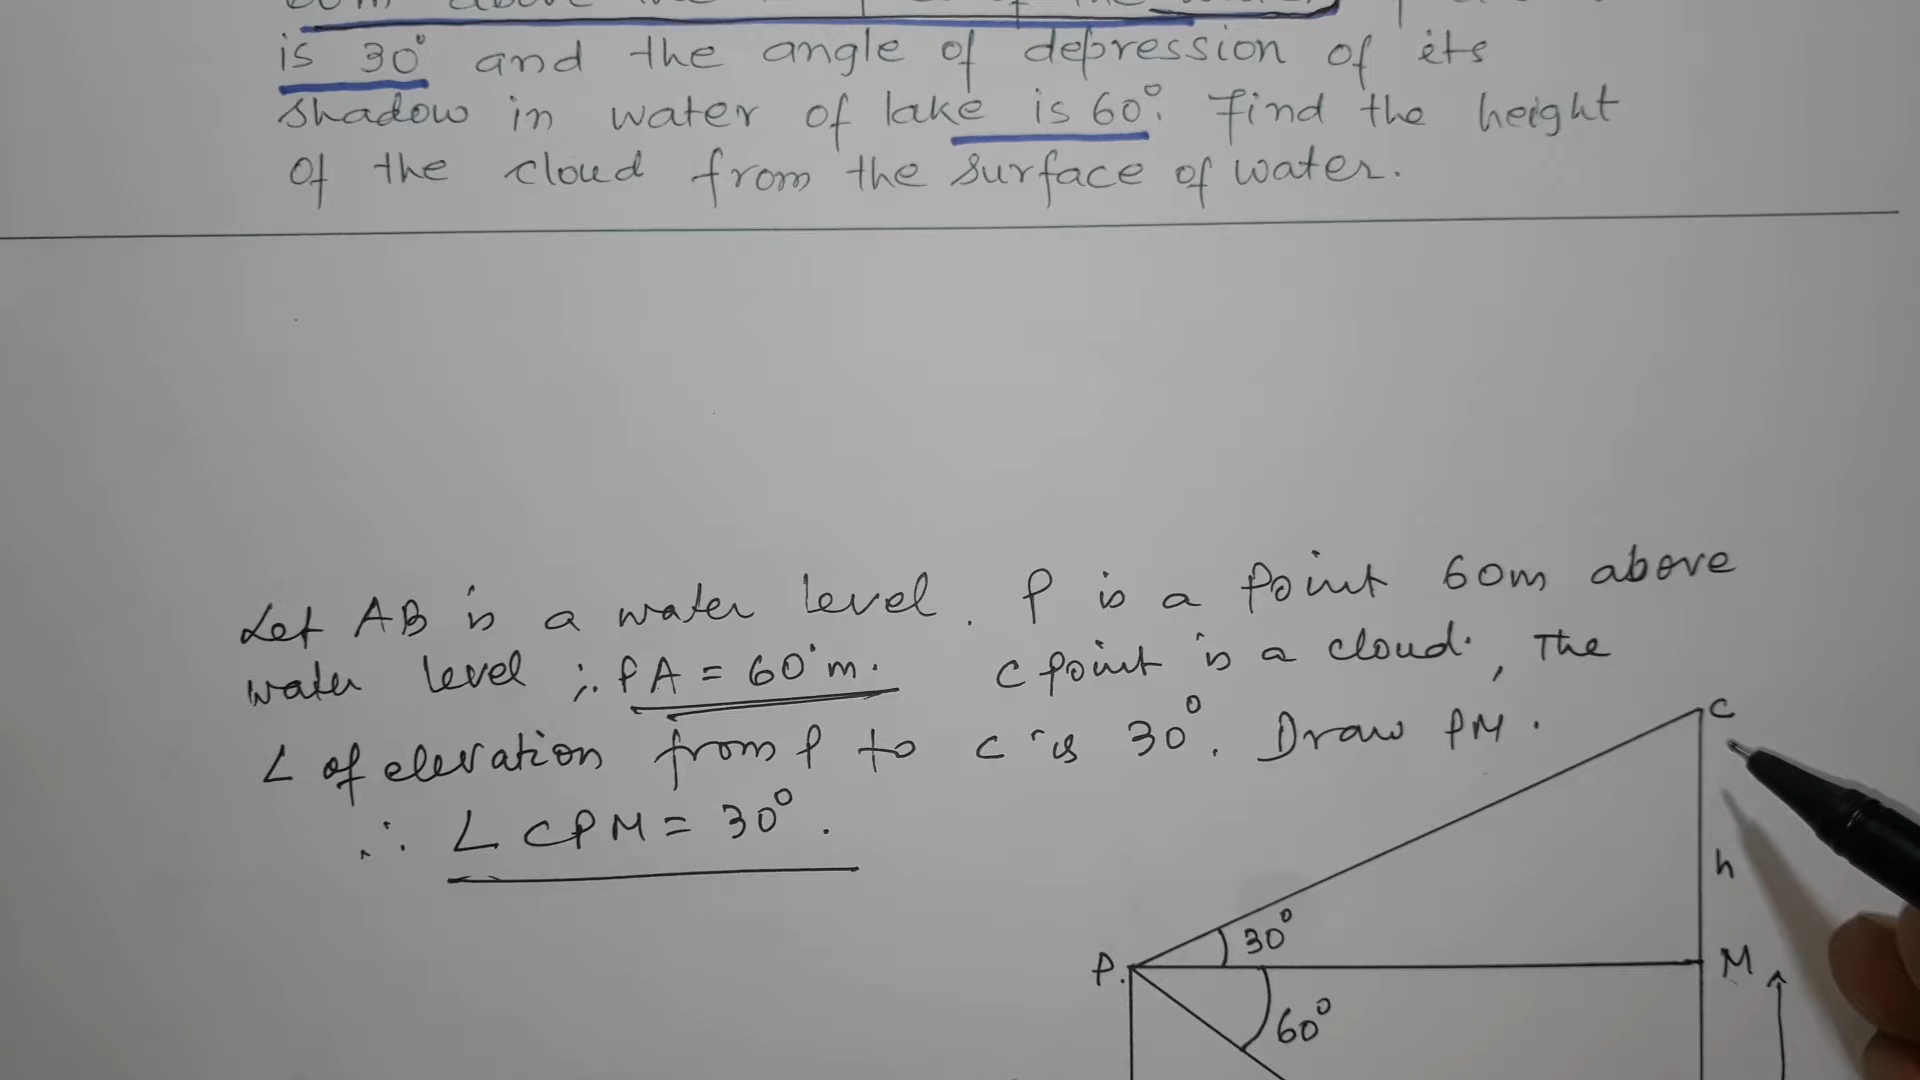 is 30° and the angle of depression of its
shadow in water of lake is 60°. Find the height
of the cloud from the surface of water.
Let AB is a water level. P is a point 60m above
water level ∴ PA = 60 m. C point is a cloud., The
∠ of elevation from P to C is 30°. Draw PM.
∴ ∠CPM = 30°.
C
h
30°
P.
M
60°